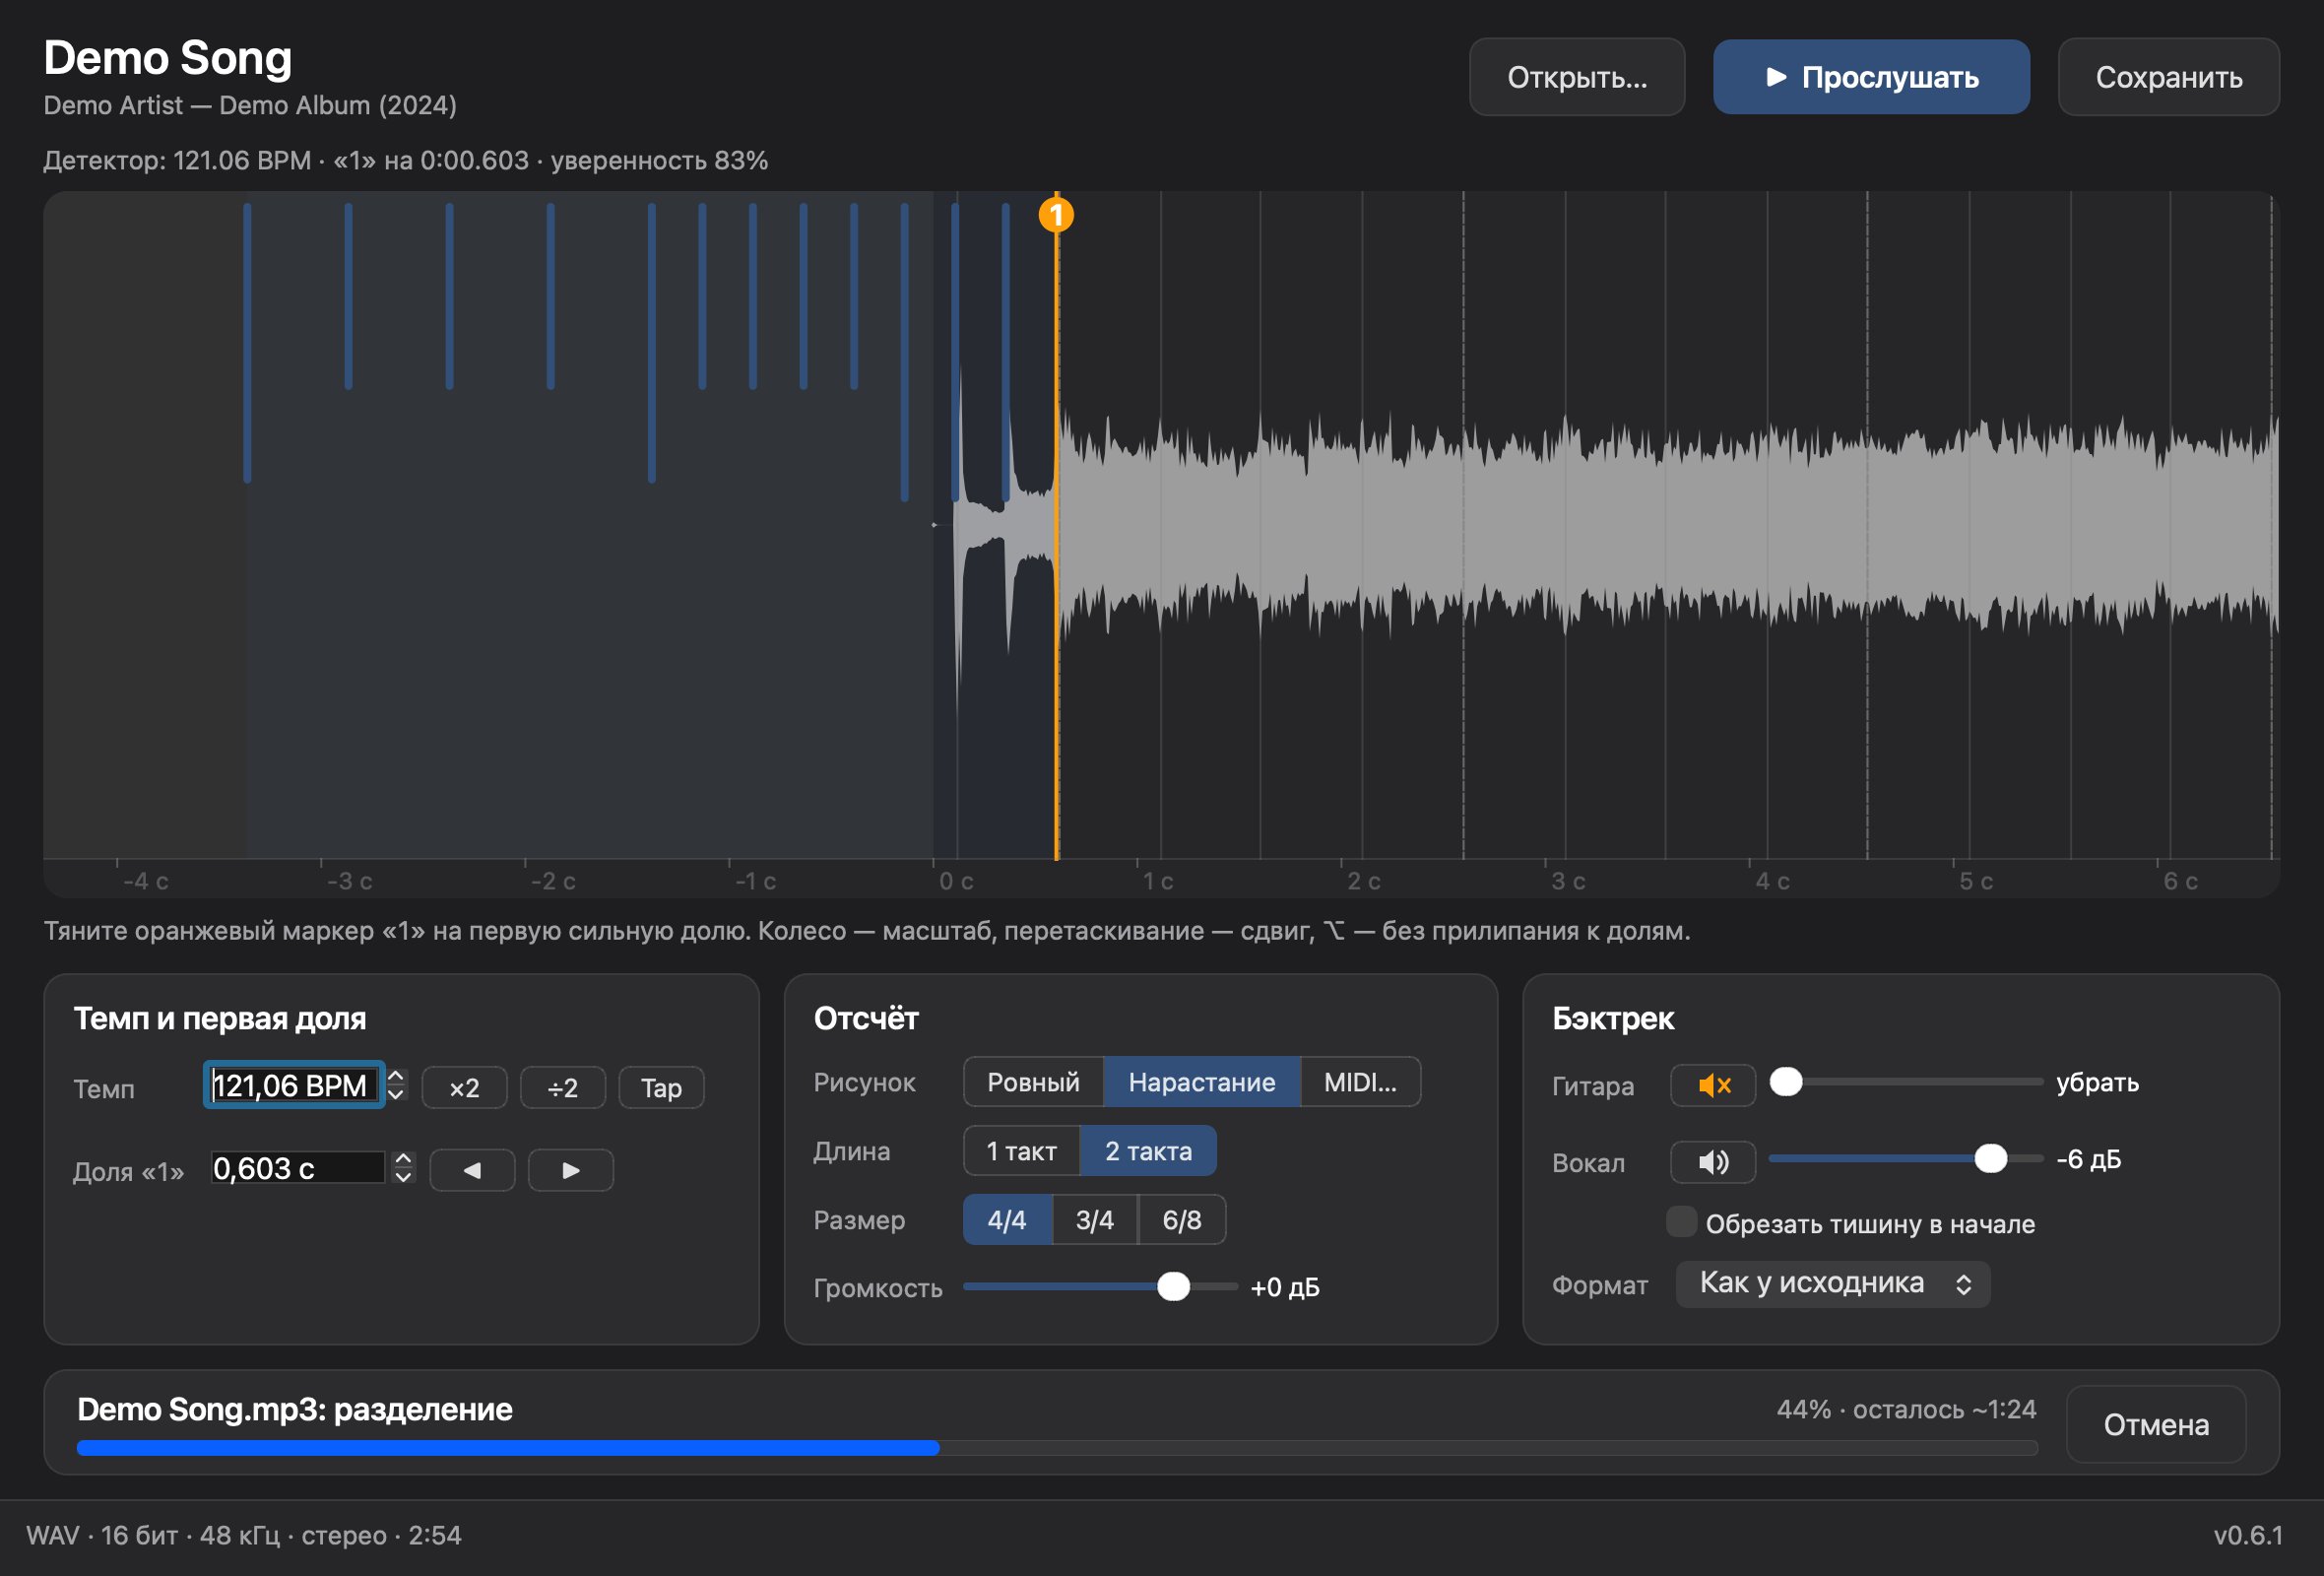 Demo Song
Demo Artist — Demo Album (2024)
Открыть...
Прослушать
Сохранить
Детектор: 121.06 BPM · «1» на 0:00.603 · уверенность 83%
1
-4 с -3 с -2 с -1 с 0 с 1 с 2 с 3 с 4 с 5 с 6 с
Тяните оранжевый маркер «1» на первую сильную долю. Колесо — масштаб, перетаскивание — сдвиг, ⌥ — без прилипания к долям.
Темп и первая доля
Темп 121,06 BPM ×2 ÷2 Tap
Доля «1» 0,603 с
Отсчёт
Рисунок Ровный Нарастание MIDI...
Длина 1 такт 2 такта
Размер 4/4 3/4 6/8
Громкость +0 дБ
Бэктрек
Гитара убрать
Вокал -6 дБ
Обрезать тишину в начале
Формат Как у исходника
Demo Song.mp3: разделение
44% · осталось ~1:24
Отмена
WAV · 16 бит · 48 кГц · стерео · 2:54
v0.6.1